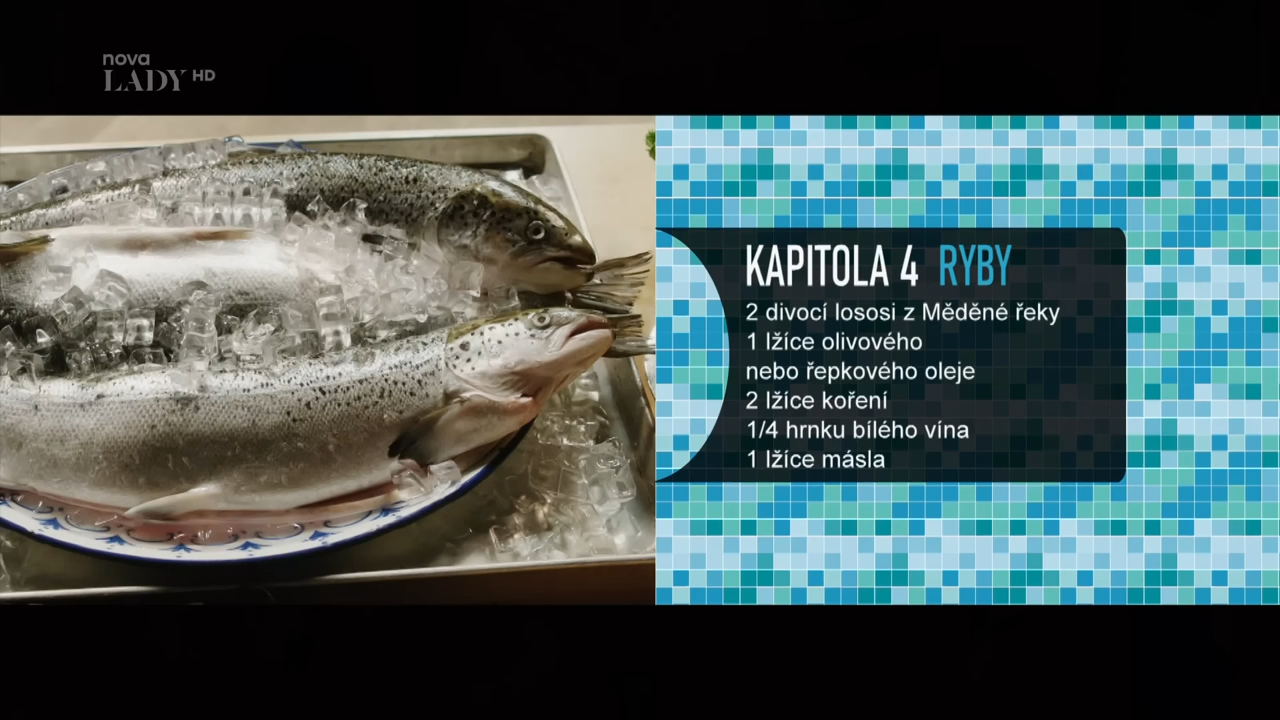 nova
LADY HD
KAPITOLA 4 RYBY
2 divocí lososi z Měděné řeky
1 lžíce olivového
nebo řepkového oleje
2 lžíce koření
1/4 hrnku bílého vína
1 lžíce másla